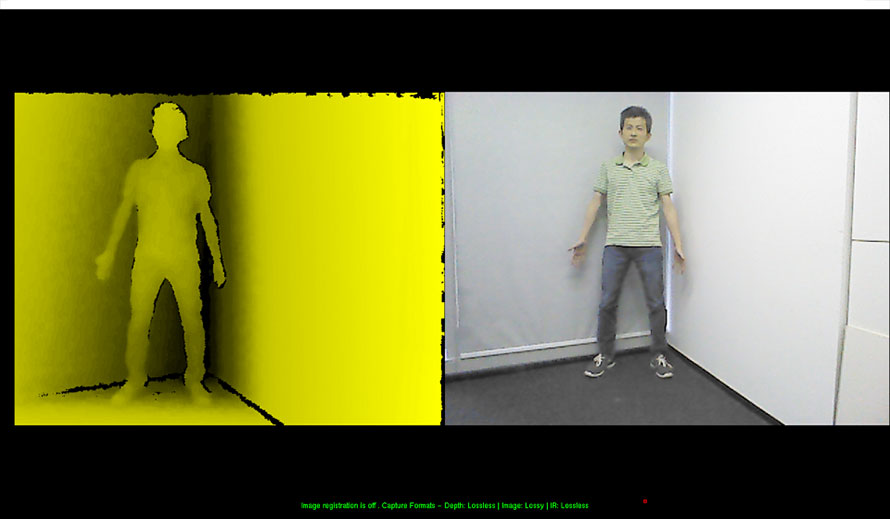 Image registration is off . Capture Formats – Depth: Lossless | Image: Lossy | IR: Lossless